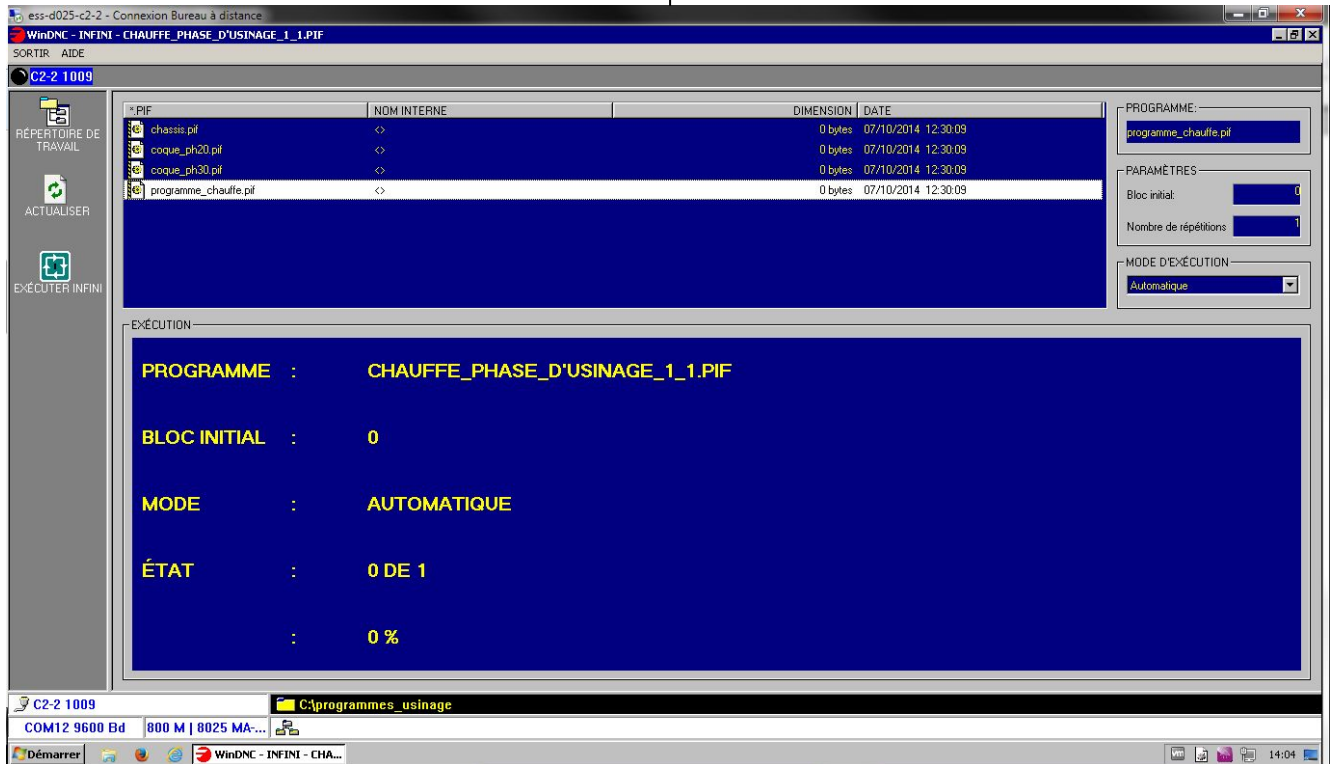 ess-d025-c2-2 - Connexion Bureau à distance
WinDNC - INFINI - CHAUFFE_PHASE_D'USINAGE_1_1.PIF
SORTIR AIDE
C2-2 1009
RÉPERTOIRE DE TRAVAIL
ACTUALISER
EXÉCUTER INFINI
*.PIF NOM INTERNE DIMENSION DATE
chassis.pif <> 0 bytes 07/10/2014 12:30:09
coque_ph20.pif <> 0 bytes 07/10/2014 12:30:09
coque_ph30.pif <> 0 bytes 07/10/2014 12:30:09
programme_chauffe.pif <> 0 bytes 07/10/2014 12:30:09
PROGRAMME:
programme_chauffe.pif
PARAMÈTRES
Bloc initial: 0
Nombre de répétitions 1
MODE D'EXÉCUTION
Automatique
EXÉCUTION
PROGRAMME : CHAUFFE_PHASE_D'USINAGE_1_1.PIF
BLOC INITIAL : 0
MODE : AUTOMATIQUE
ÉTAT : 0 DE 1
: 0 %
C2-2 1009 C:\programmes_usinage
COM12 9600 Bd 800 M | 8025 MA-...
Démarrer WinDNC - INFINI - CHA... 14:04